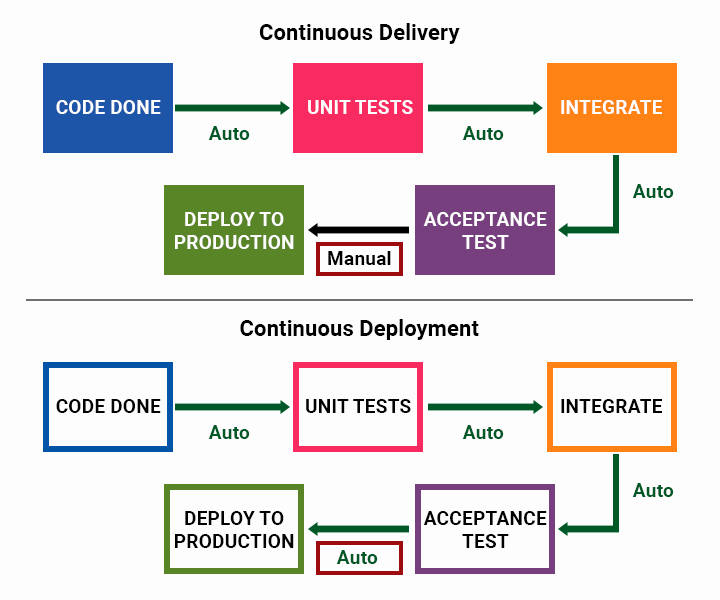 Continuous Delivery
CODE DONE
Auto
UNIT TESTS
Auto
INTEGRATE
Auto
DEPLOY TO
PRODUCTION
Manual
ACCEPTANCE
TEST
Continuous Deployment
CODE DONE
Auto
UNIT TESTS
Auto
INTEGRATE
Auto
DEPLOY TO
PRODUCTION
Auto
ACCEPTANCE
TEST